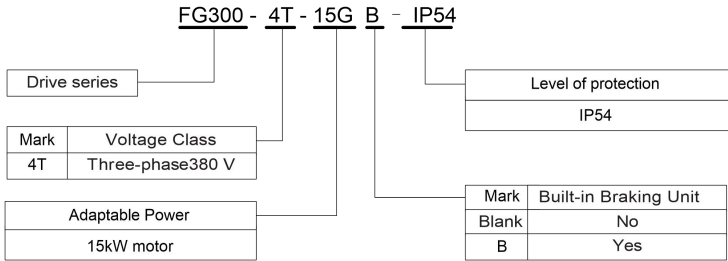 FG300 - 4T - 15G B - IP54
Drive series
Level of protection
IP54
Mark Voltage Class
4T Three-phase380 V
Adaptable Power
15kW motor
Mark Built-in Braking Unit
Blank No
B Yes